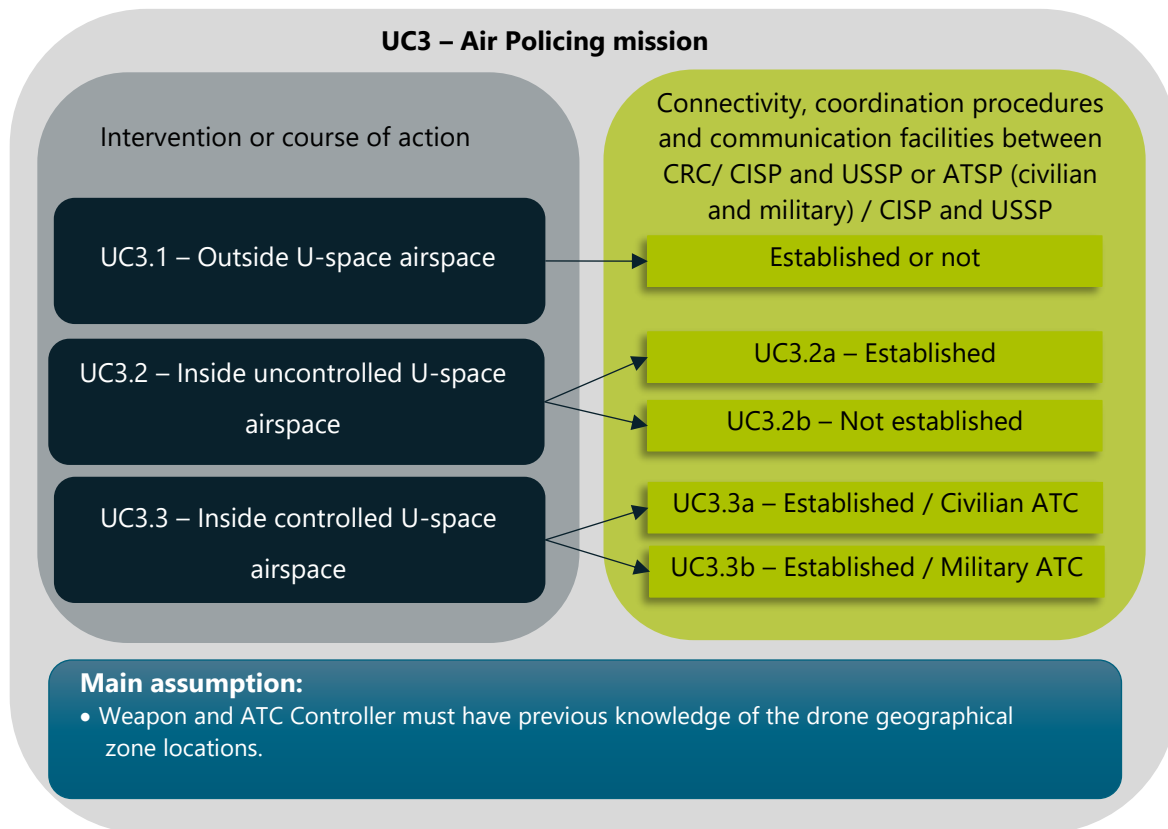 UC3 – Air Policing mission
Intervention or course of action
Connectivity, coordination procedures
and communication facilities between
CRC/ CISP and USSP or ATSP (civilian
and military) / CISP and USSP
UC3.1 – Outside U-space airspace
Established or not
UC3.2 – Inside uncontrolled U-space
airspace
UC3.2a – Established
UC3.2b – Not established
UC3.3 – Inside controlled U-space
airspace
UC3.3a – Established / Civilian ATC
UC3.3b – Established / Military ATC
Main assumption:
• Weapon and ATC Controller must have previous knowledge of the drone geographical
zone locations.